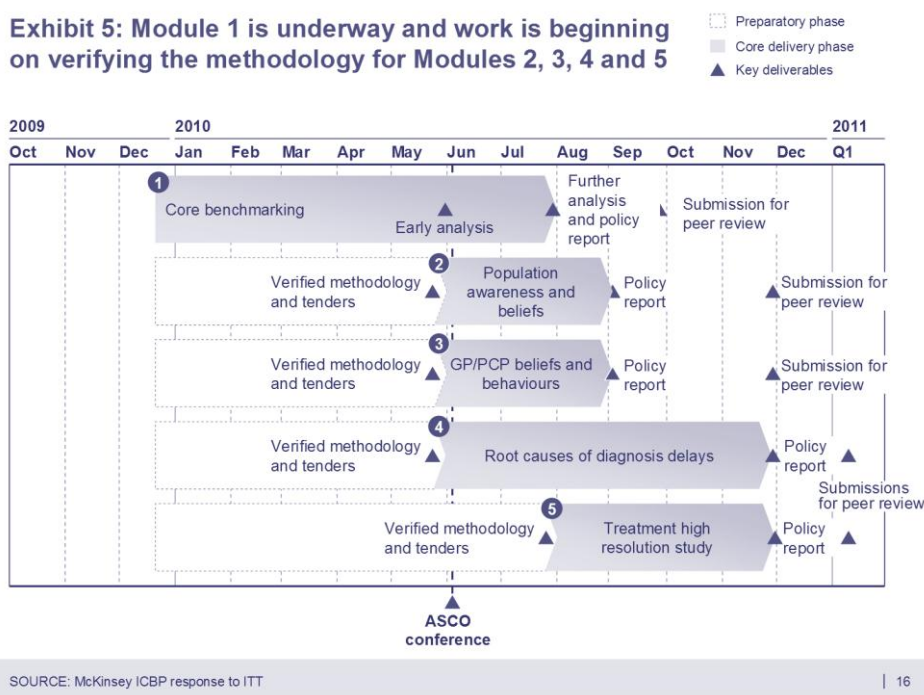 Exhibit 5: Module 1 is underway and work is beginning
on verifying the methodology for Modules 2, 3, 4 and 5
Preparatory phase
Core delivery phase
Key deliverables
2009 2010 2011
Oct Nov Dec Jan Feb Mar Apr May Jun Jul Aug Sep Oct Nov Dec Q1
1
Core benchmarking
Early analysis
Further
analysis
and policy
report
Submission for
peer review
2
Verified methodology
and tenders
Population
awareness and
beliefs
Policy
report
Submission for
peer review
3
Verified methodology
and tenders
GP/PCP beliefs and
behaviours
Policy
report
Submission for
peer review
4
Verified methodology
and tenders
Root causes of diagnosis delays
Policy
report
Submissions
for peer review
5
Verified methodology
and tenders
Treatment high
resolution study
Policy
report
ASCO
conference
SOURCE: McKinsey ICBP response to ITT
16